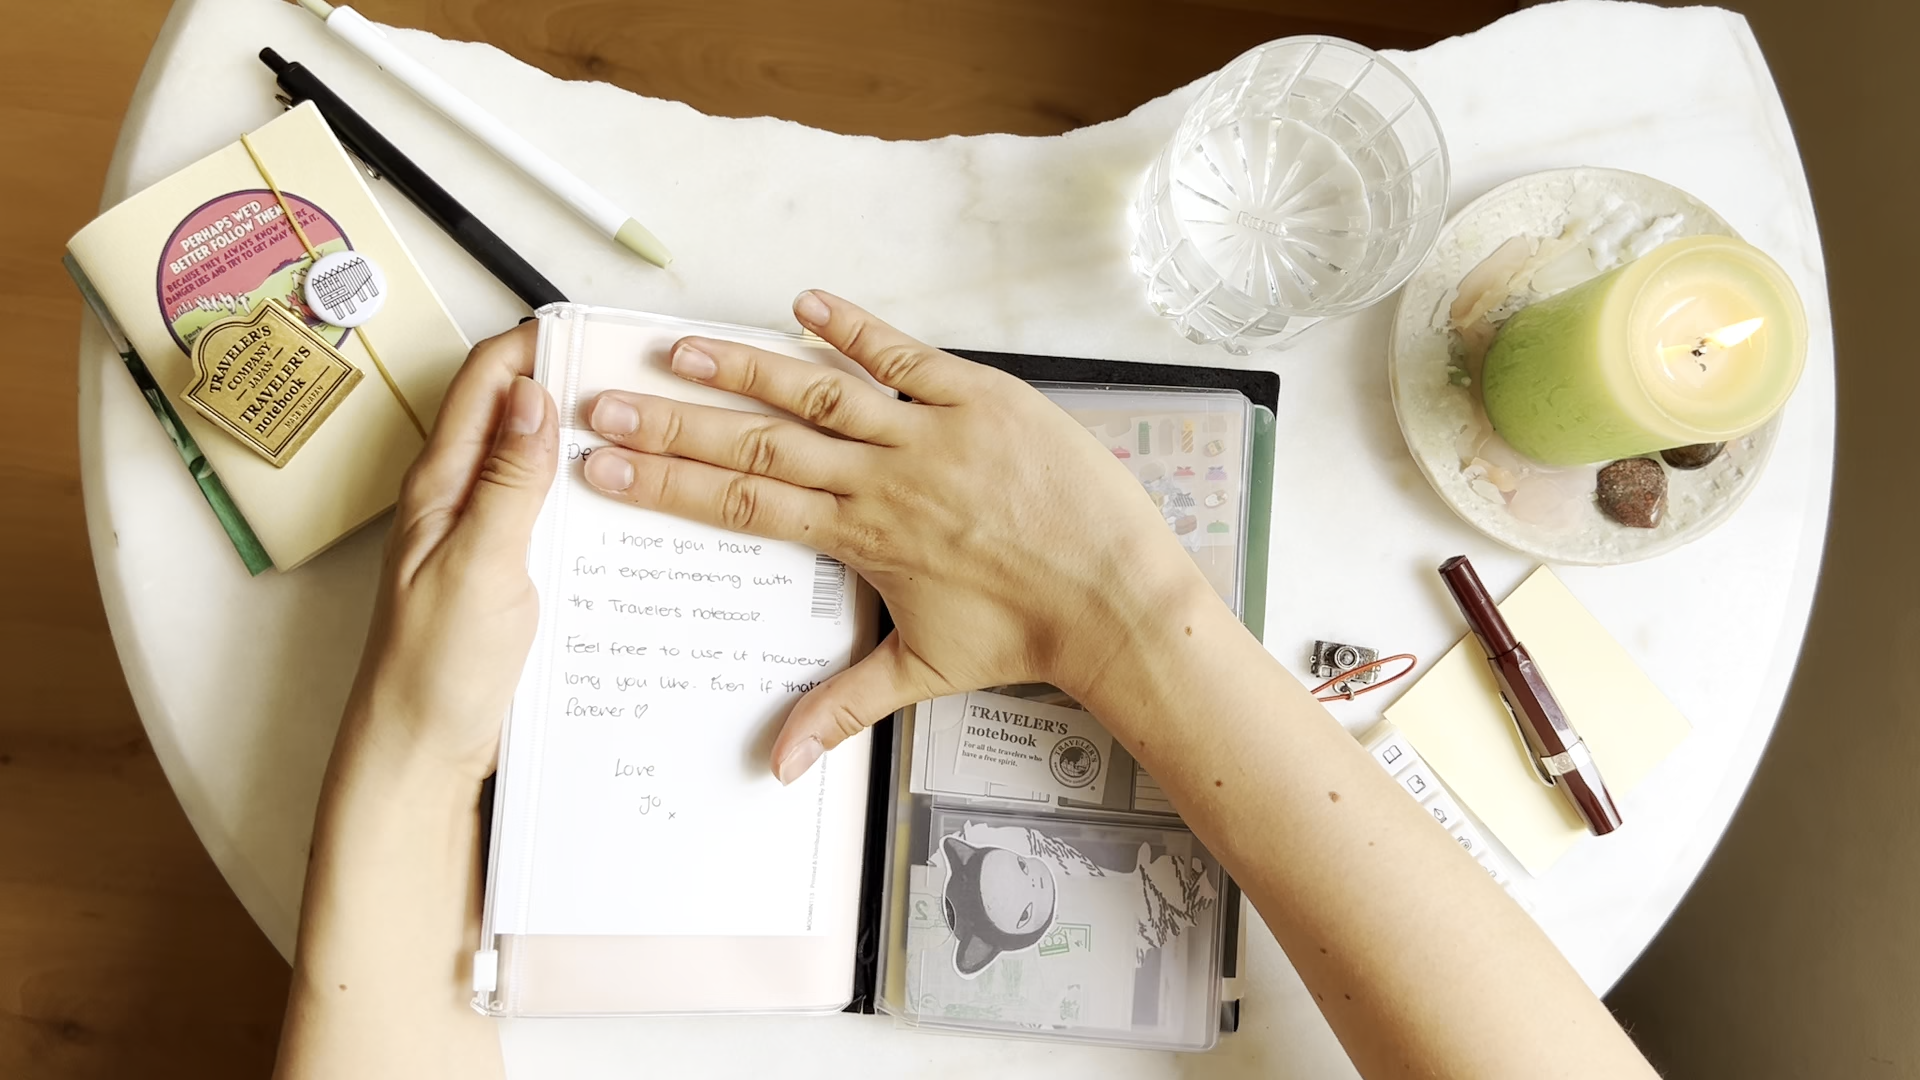 PERHAPS WE'D
BETTER FOLLOW THEM
BECAUSE THEY ALWAYS KNOW WHERE
DANGER LIES AND TRY TO GET AWAY FROM IT.
TRAVELER'S
COMPANY
JAPAN
TRAVELER'S
notebook
MADE IN JAPAN
De
I hope you have
fun experimenting with
the Travelers notebook.
Feel free to use it however
long you like. Even if that's
forever ♡
Love
Jo x
TRAVELER'S
notebook
For all the travelers who
have a free spirit.
TRAVELER'S
2